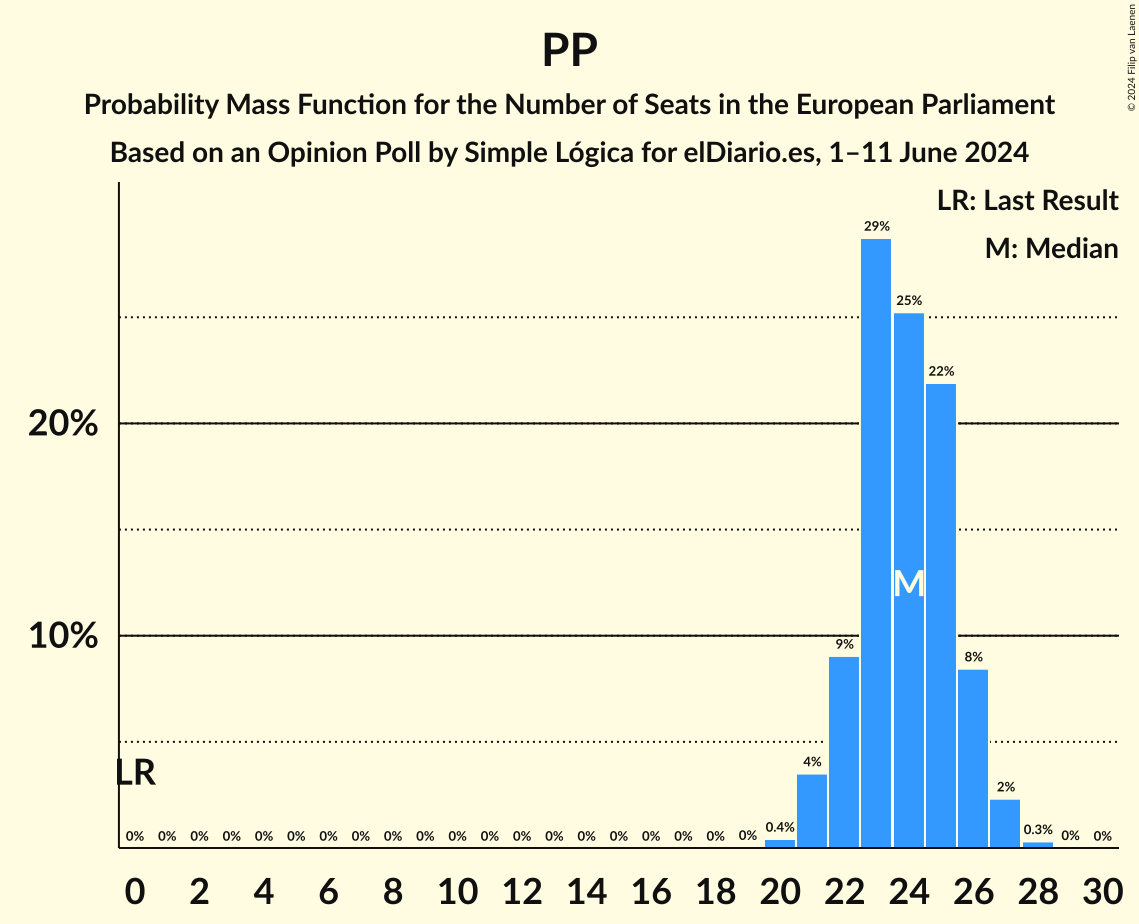 PP
Probability Mass Function for the Number of Seats in the European Parliament
Based on an Opinion Poll by Simple Lógica for elDiario.es, 1–11 June 2024
© 2024 Filip van Laenen
LR: Last Result
M: Median
20%
10%
LR
M
0% 0% 0% 0% 0% 0% 0% 0% 0% 0% 0% 0% 0% 0% 0% 0% 0% 0% 0% 0% 0.4% 4% 9% 29% 25% 22% 8% 2% 0.3% 0% 0%
0 2 4 6 8 10 12 14 16 18 20 22 24 26 28 30